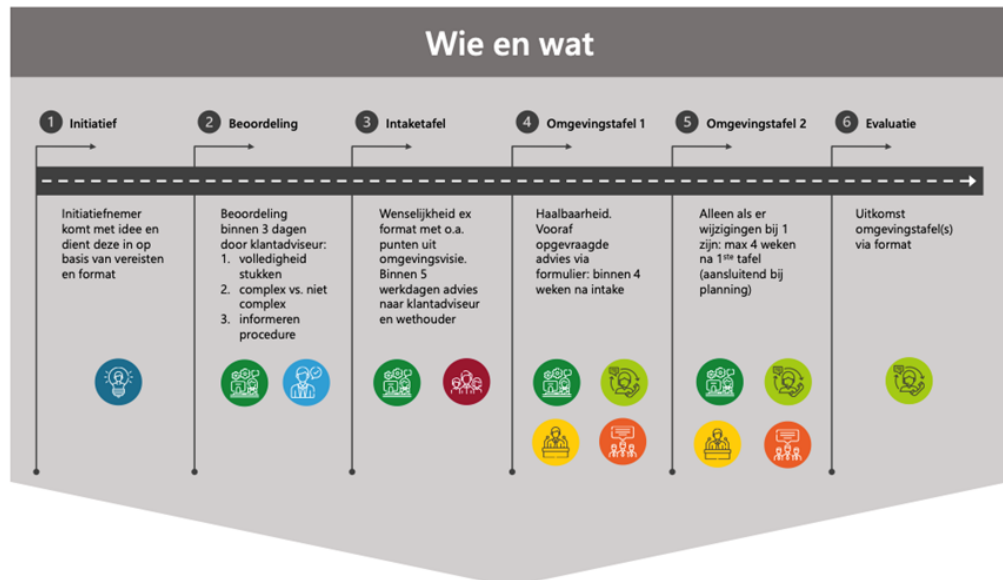 Wie en wat
1 Initiatief
2 Beoordeling
3 Intaketafel
4 Omgevingstafel 1
5 Omgevingstafel 2
6 Evaluatie
Initiatiefnemer
komt met idee en
dient deze in op
basis van vereisten
en format
Beoordeling
binnen 3 dagen
door klantadviseur:
1. volledigheid
stukken
2. complex vs. niet
complex
3. informeren
procedure
Wenselijkheid ex
format met o.a.
punten uit
omgevingsvisie.
Binnen 5
werkdagen advies
naar klantadviseur
en wethouder
Haalbaarheid.
Vooraf
opgevraagde
advies via
formulier: binnen 4
weken na intake
Alleen als er
wijzigingen bij 1
zijn: max 4 weken
na 1ste tafel
(aansluitend bij
planning)
Uitkomst
omgevingstafel(s)
via format